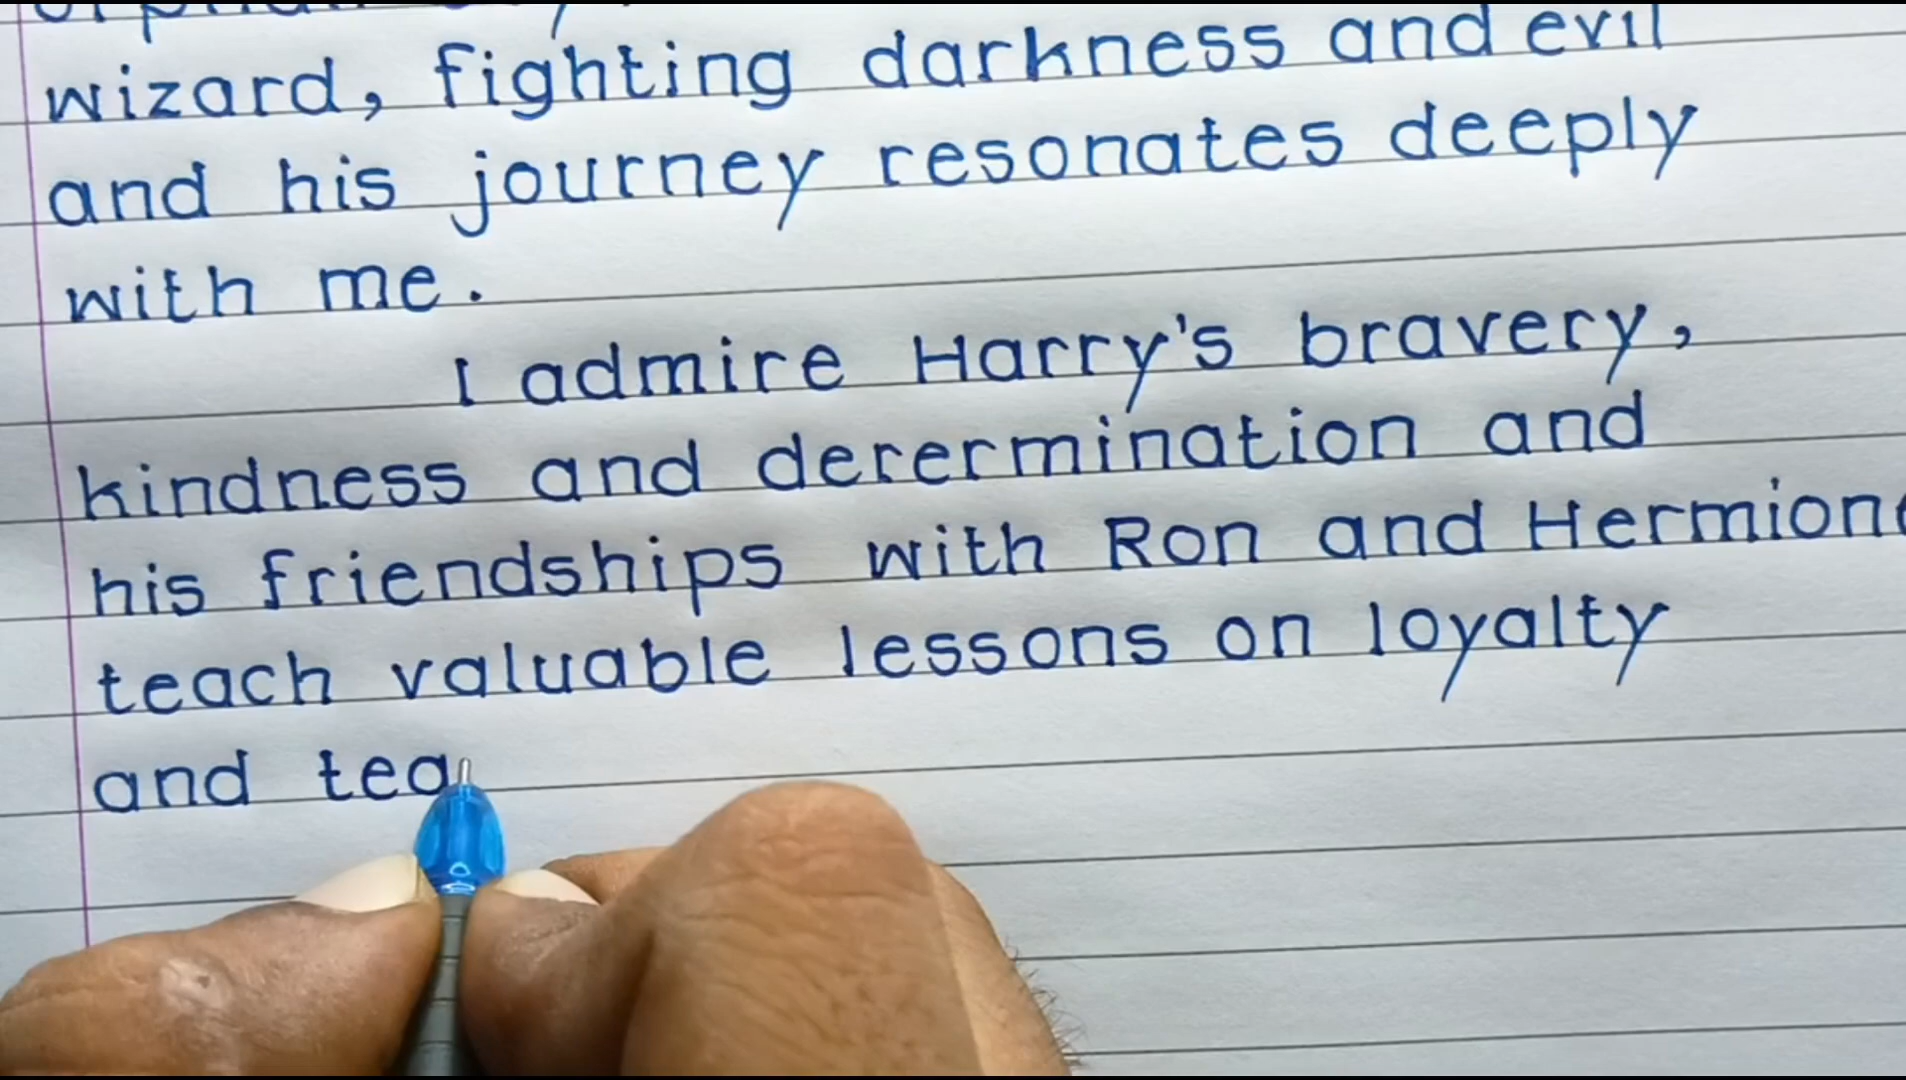 wizard, fighting darkness and evil
and his journey resonates deeply
with me.
I admire Harry's bravery,
kindness and derermination and
his friendships with Ron and Hermione
teach valuable lessons on loyalty
and tea